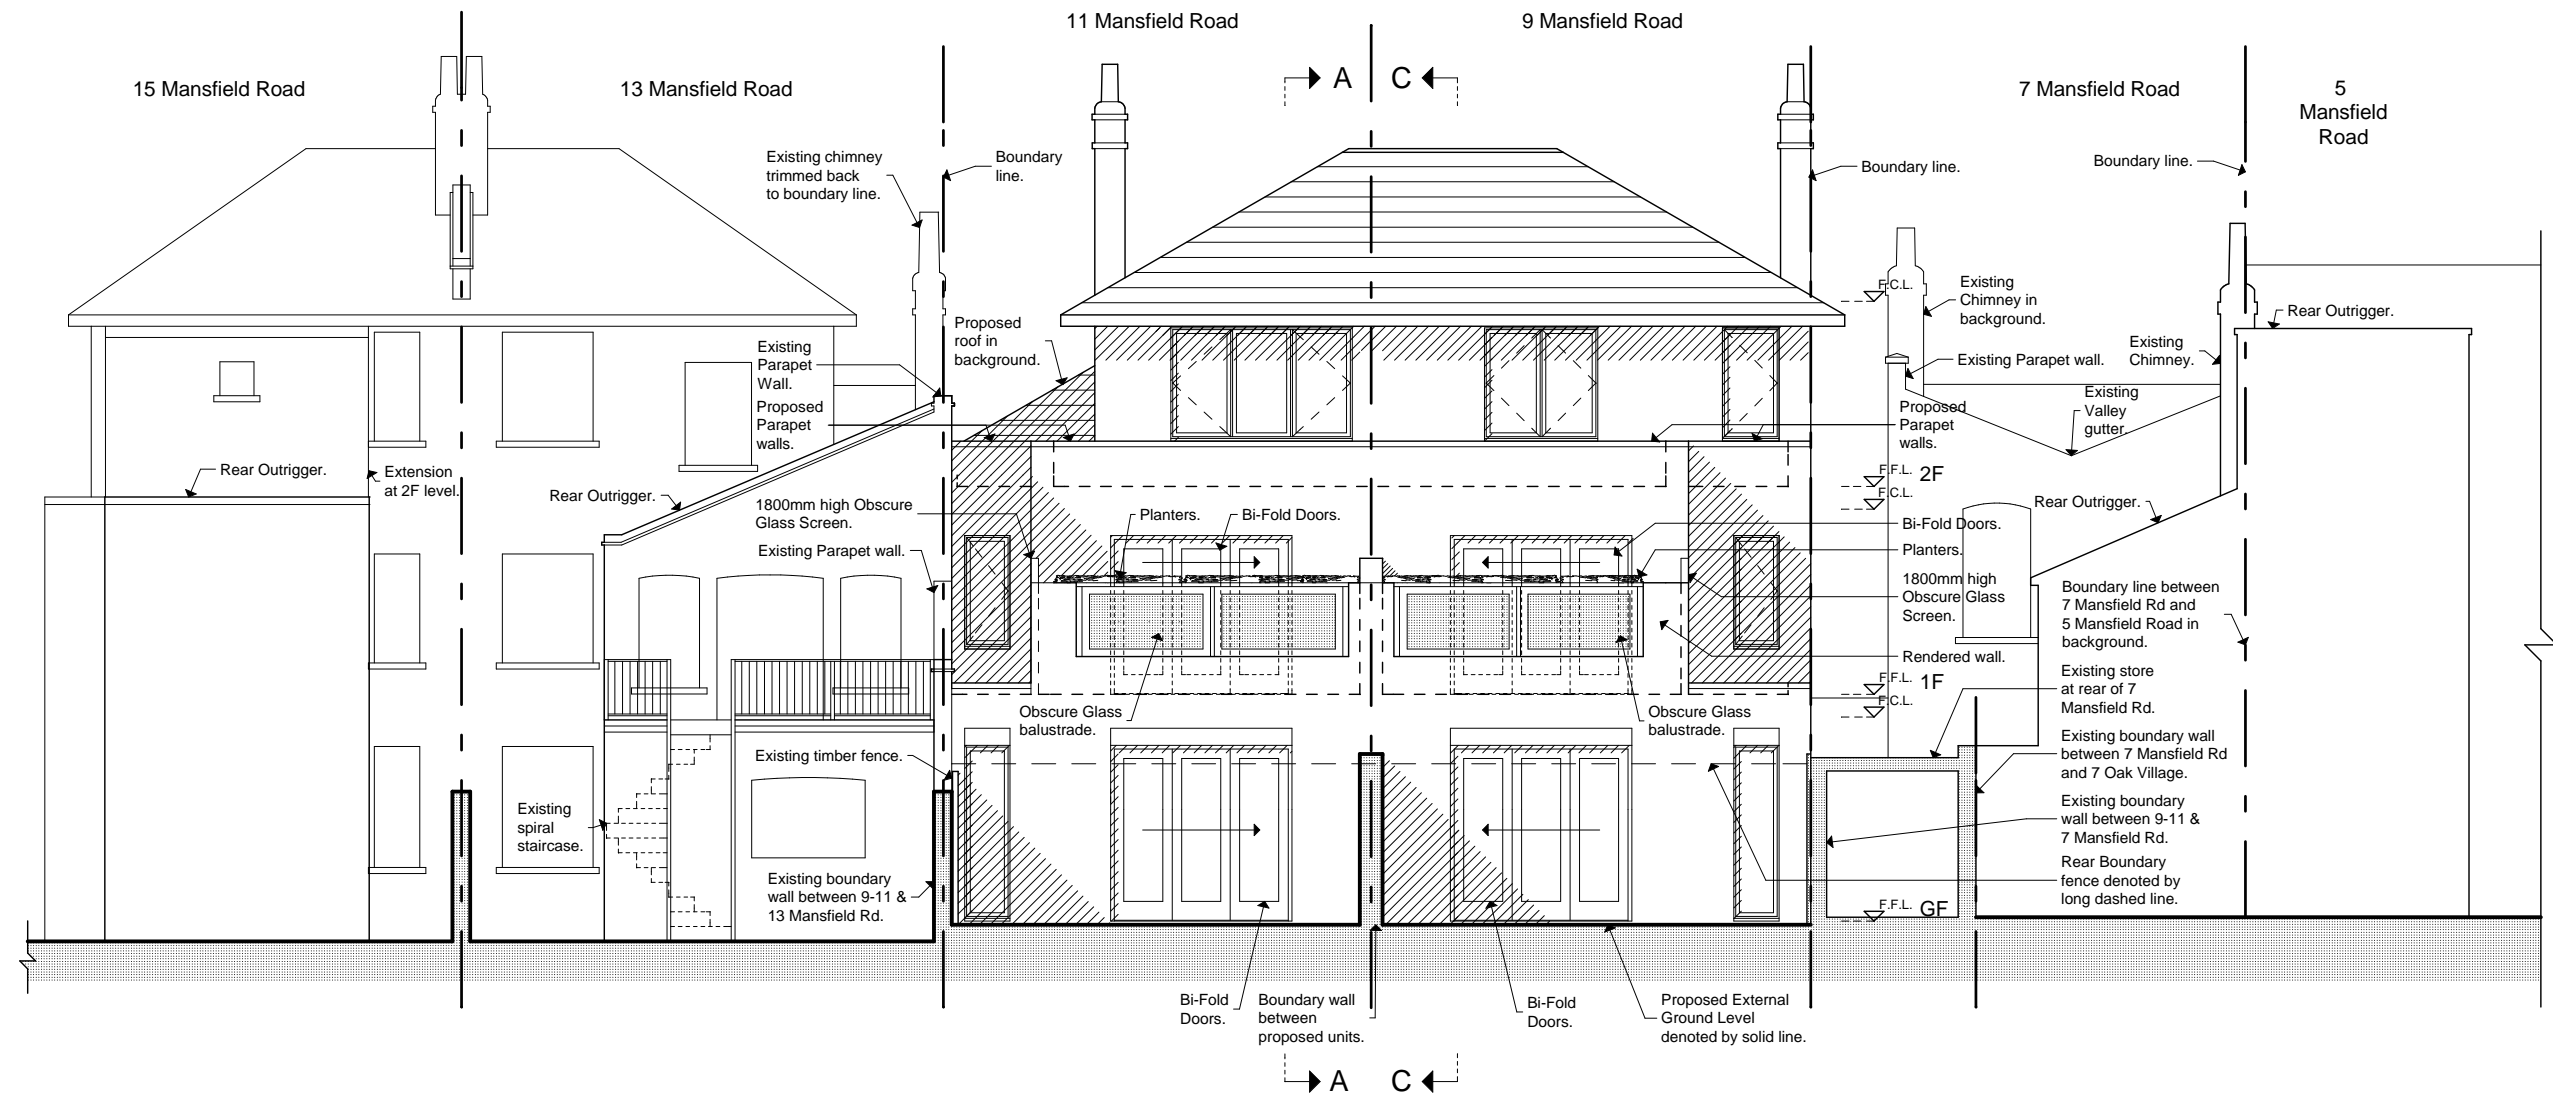 11 Mansfield Road
9 Mansfield Road
15 Mansfield Road
13 Mansfield Road
A
C
7 Mansfield Road
5
Mansfield
Road
Existing chimney
trimmed back
to boundary line.
Boundary
line.
Boundary line.
Boundary line.
F.C.L.
Existing
Chimney in
background.
Rear Outrigger.
Proposed
roof in
background.
Existing
Parapet
Wall.
Proposed
Parapet
walls.
Existing Parapet wall.
Existing
Chimney.
Existing
Valley
gutter.
Proposed
Parapet
walls.
Rear Outrigger.
Extension
at 2F level.
Rear Outrigger.
1800mm high Obscure
Glass Screen.
Existing Parapet wall.
Planters.
Bi-Fold Doors.
F.F.L. 2F
F.C.L.
Rear Outrigger.
Bi-Fold Doors.
Planters.
1800mm high
Obscure Glass
Screen.
Rendered wall.
Boundary line between
7 Mansfield Rd and
5 Mansfield Road in
background.
F.F.L. 1F
F.C.L.
Existing store
at rear of 7
Mansfield Rd.
Obscure Glass
balustrade.
Obscure Glass
balustrade.
Existing boundary wall
between 7 Mansfield Rd
and 7 Oak Village.
Existing timber fence.
Existing
spiral
staircase.
Existing boundary
wall between 9-11 &
7 Mansfield Rd.
Existing boundary
wall between 9-11 &
13 Mansfield Rd.
Rear Boundary
fence denoted by
long dashed line.
F.F.L. GF
Bi-Fold
Doors.
Boundary wall
between
proposed units.
Bi-Fold
Doors.
Proposed External
Ground Level
denoted by solid line.
A
C